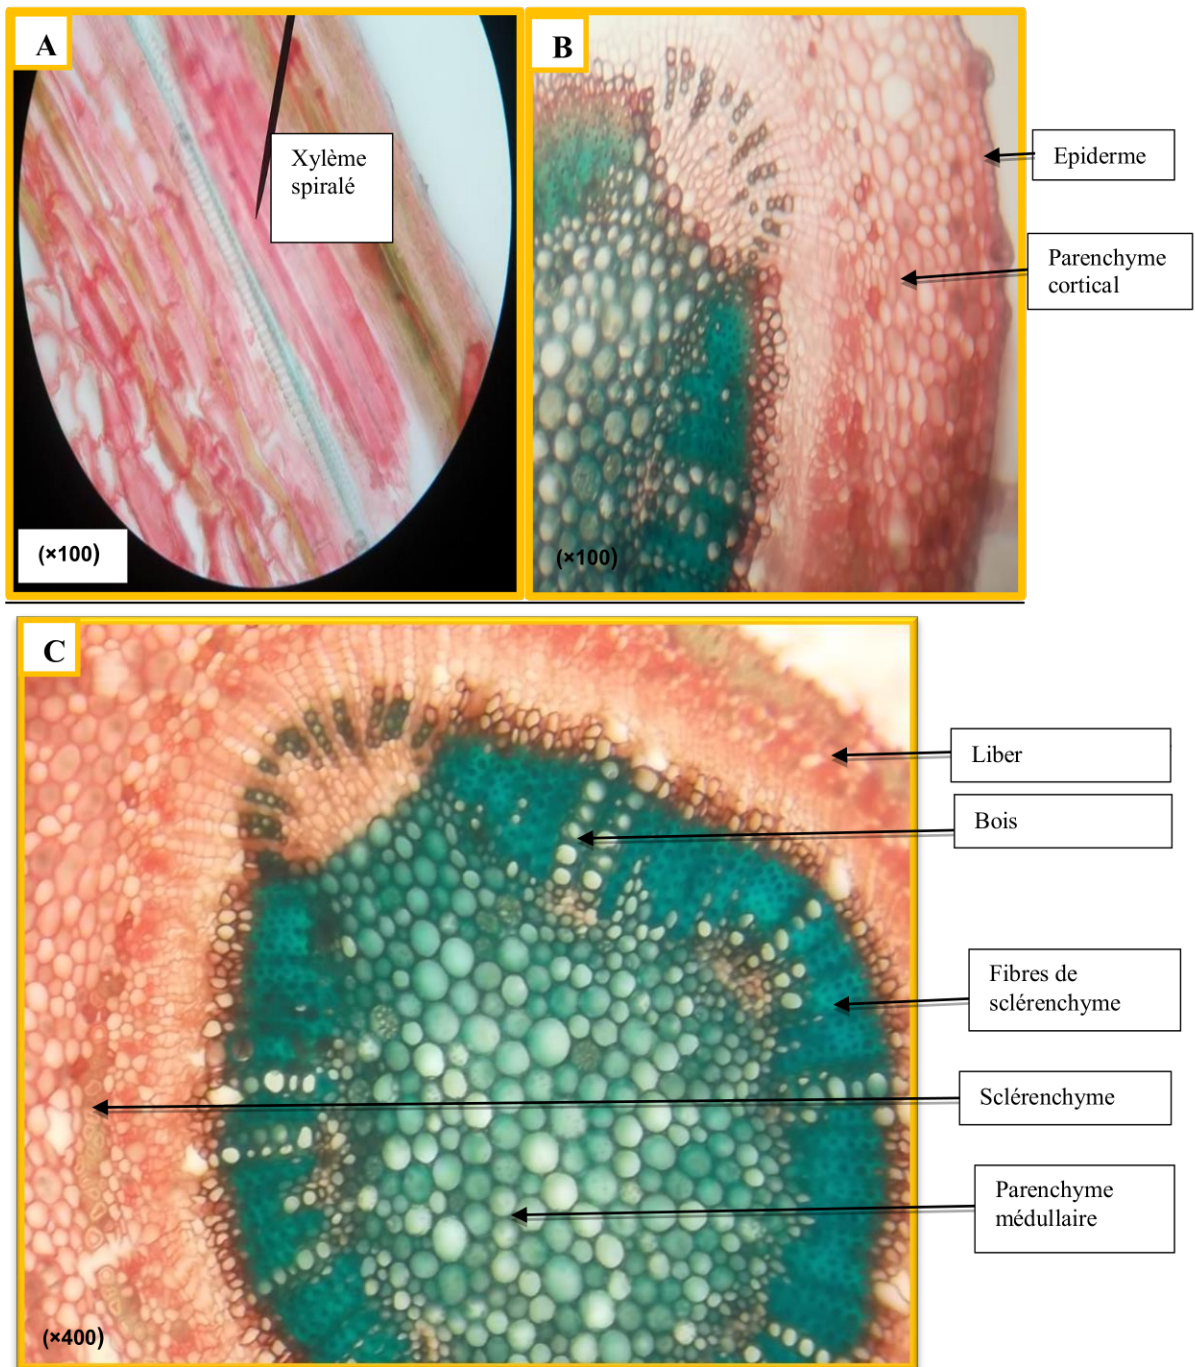 A
Xylème
spiralé
(×100)
B
Epiderme
Parenchyme
cortical
(×100)
C
Liber
Bois
Fibres de
sclérenchyme
Sclérenchyme
Parenchyme
médullaire
(×400)